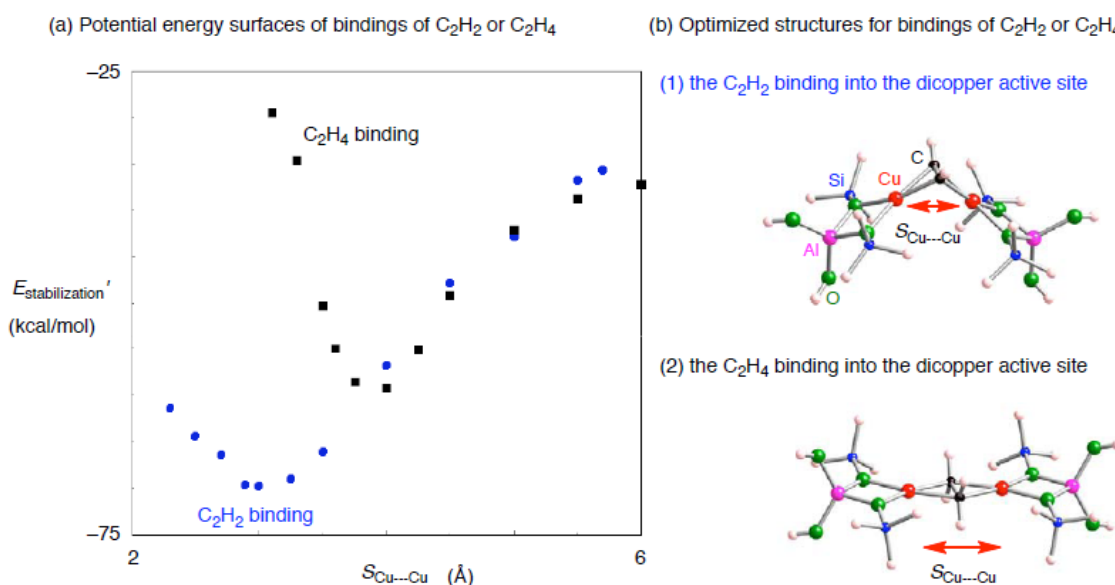 (a) Potential energy surfaces of bindings of C2H2 or C2H4
(b) Optimized structures for bindings of C2H2 or C2H4
−25
(1) the C2H2 binding into the dicopper active site
C2H4 binding
C
Si
Cu
SCu---Cu
Al
O
Estabilization'
(kcal/mol)
(2) the C2H4 binding into the dicopper active site
C2H2 binding
−75
2
SCu---Cu (Å)
6
SCu---Cu